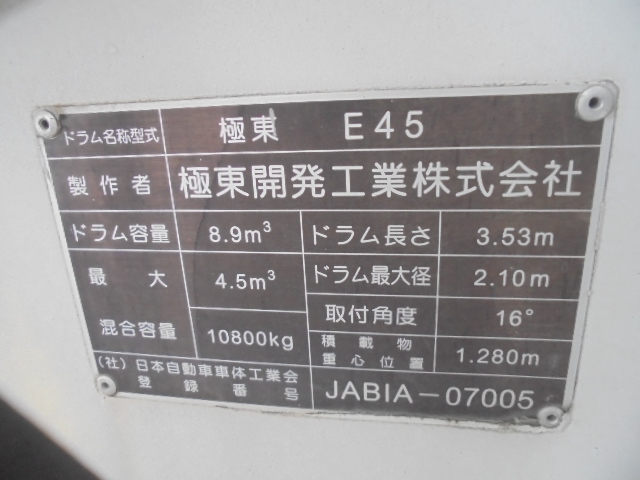 ドラム名称型式 極東 E45
製作者 極東開発工業株式会社
ドラム容量 8.9m³ ドラム長さ 3.53m
最大 4.5m³ ドラム最大径 2.10m
取付角度 16°
混合容量 10800kg 積載物 1.280m
重心位置
(社)日本自動車車体工業会
登録番号 JABIA-07005